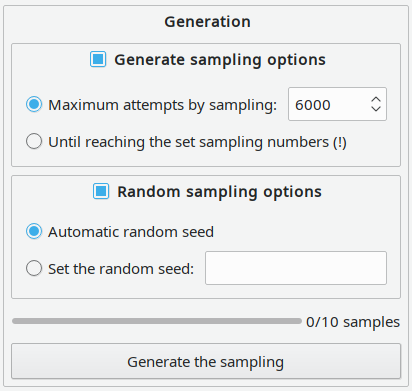 Generation
Generate sampling options
Maximum attempts by sampling: 6000
Until reaching the set sampling numbers (!)
Random sampling options
Automatic random seed
Set the random seed:
0/10 samples
Generate the sampling